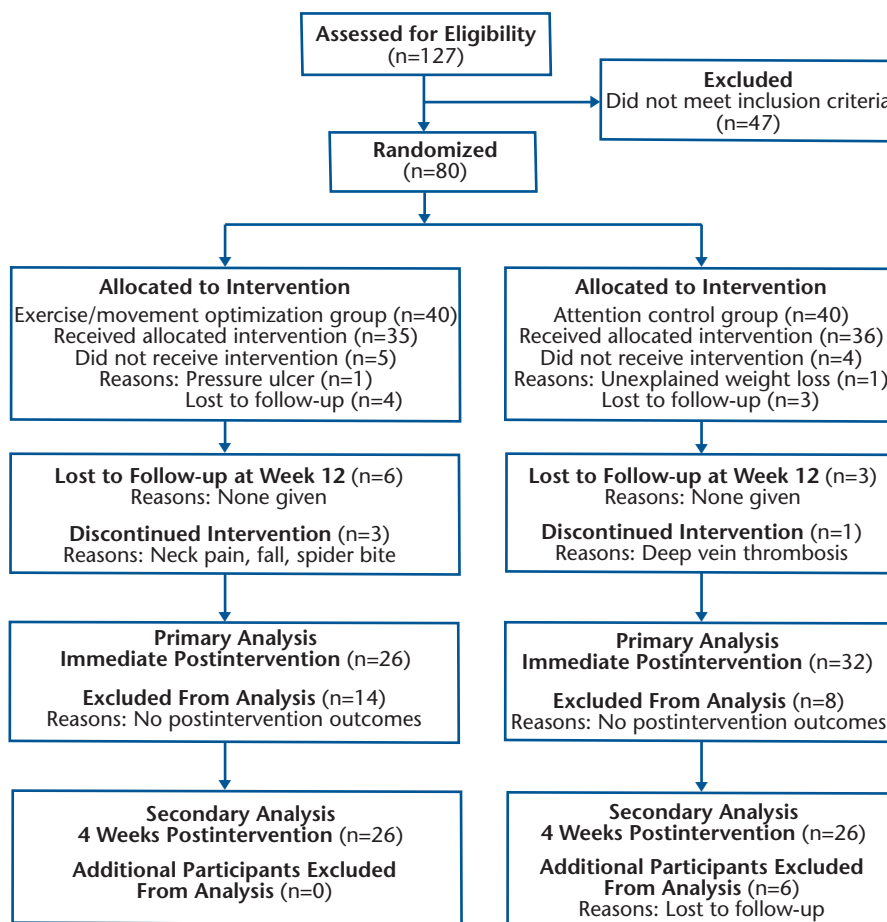 Assessed for Eligibility
(n=127)
Excluded
Did not meet inclusion criteria
(n=47)
Randomized
(n=80)
Allocated to Intervention
Exercise/movement optimization group (n=40)
Received allocated intervention (n=35)
Did not receive intervention (n=5)
Reasons: Pressure ulcer (n=1)
Lost to follow-up (n=4)
Allocated to Intervention
Attention control group (n=40)
Received allocated intervention (n=36)
Did not receive intervention (n=4)
Reasons: Unexplained weight loss (n=1)
Lost to follow-up (n=3)
Lost to Follow-up at Week 12 (n=6)
Reasons: None given
Discontinued Intervention (n=3)
Reasons: Neck pain, fall, spider bite
Lost to Follow-up at Week 12 (n=3)
Reasons: None given
Discontinued Intervention (n=1)
Reasons: Deep vein thrombosis
Primary Analysis
Immediate Postintervention (n=26)
Excluded From Analysis (n=14)
Reasons: No postintervention outcomes
Primary Analysis
Immediate Postintervention (n=32)
Excluded From Analysis (n=8)
Reasons: No postintervention outcomes
Secondary Analysis
4 Weeks Postintervention (n=26)
Additional Participants Excluded
From Analysis (n=0)
Secondary Analysis
4 Weeks Postintervention (n=26)
Additional Participants Excluded
From Analysis (n=6)
Reasons: Lost to follow-up